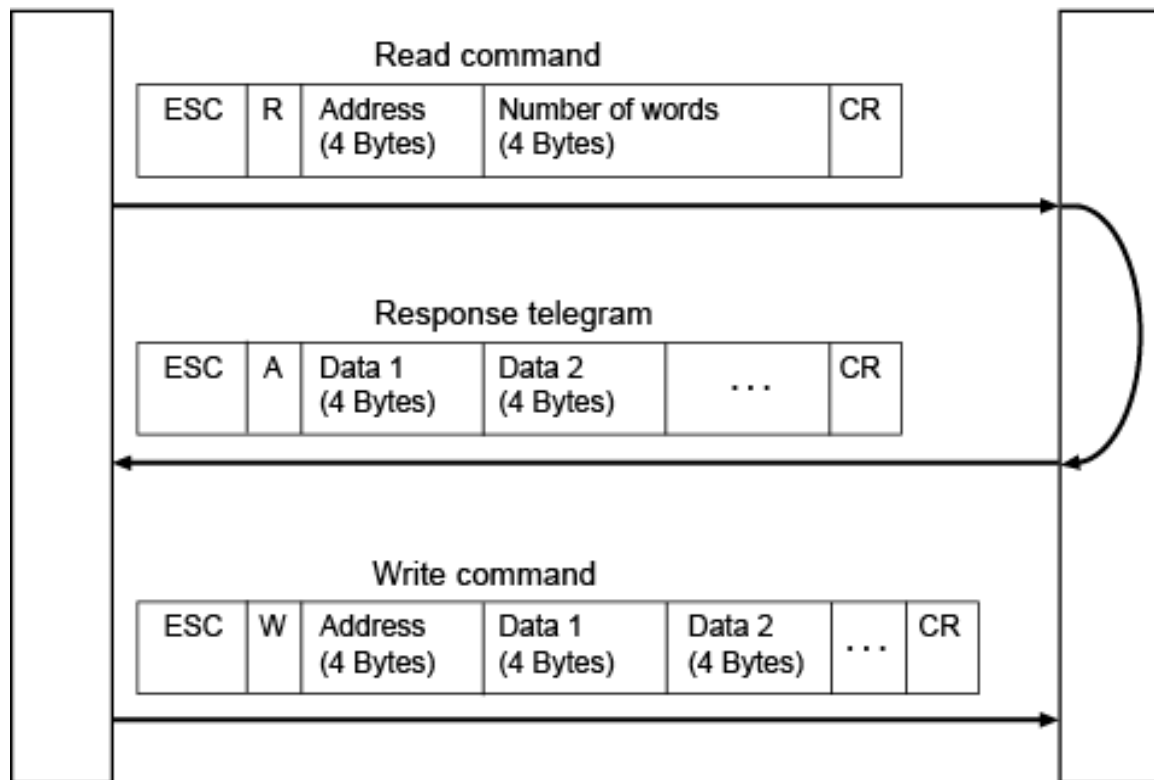 Read command
ESC R Address Number of words CR
(4 Bytes) (4 Bytes)
Response telegram
ESC A Data 1 Data 2 ... CR
(4 Bytes) (4 Bytes)
Write command
ESC W Address Data 1 Data 2 ... CR
(4 Bytes) (4 Bytes) (4 Bytes)